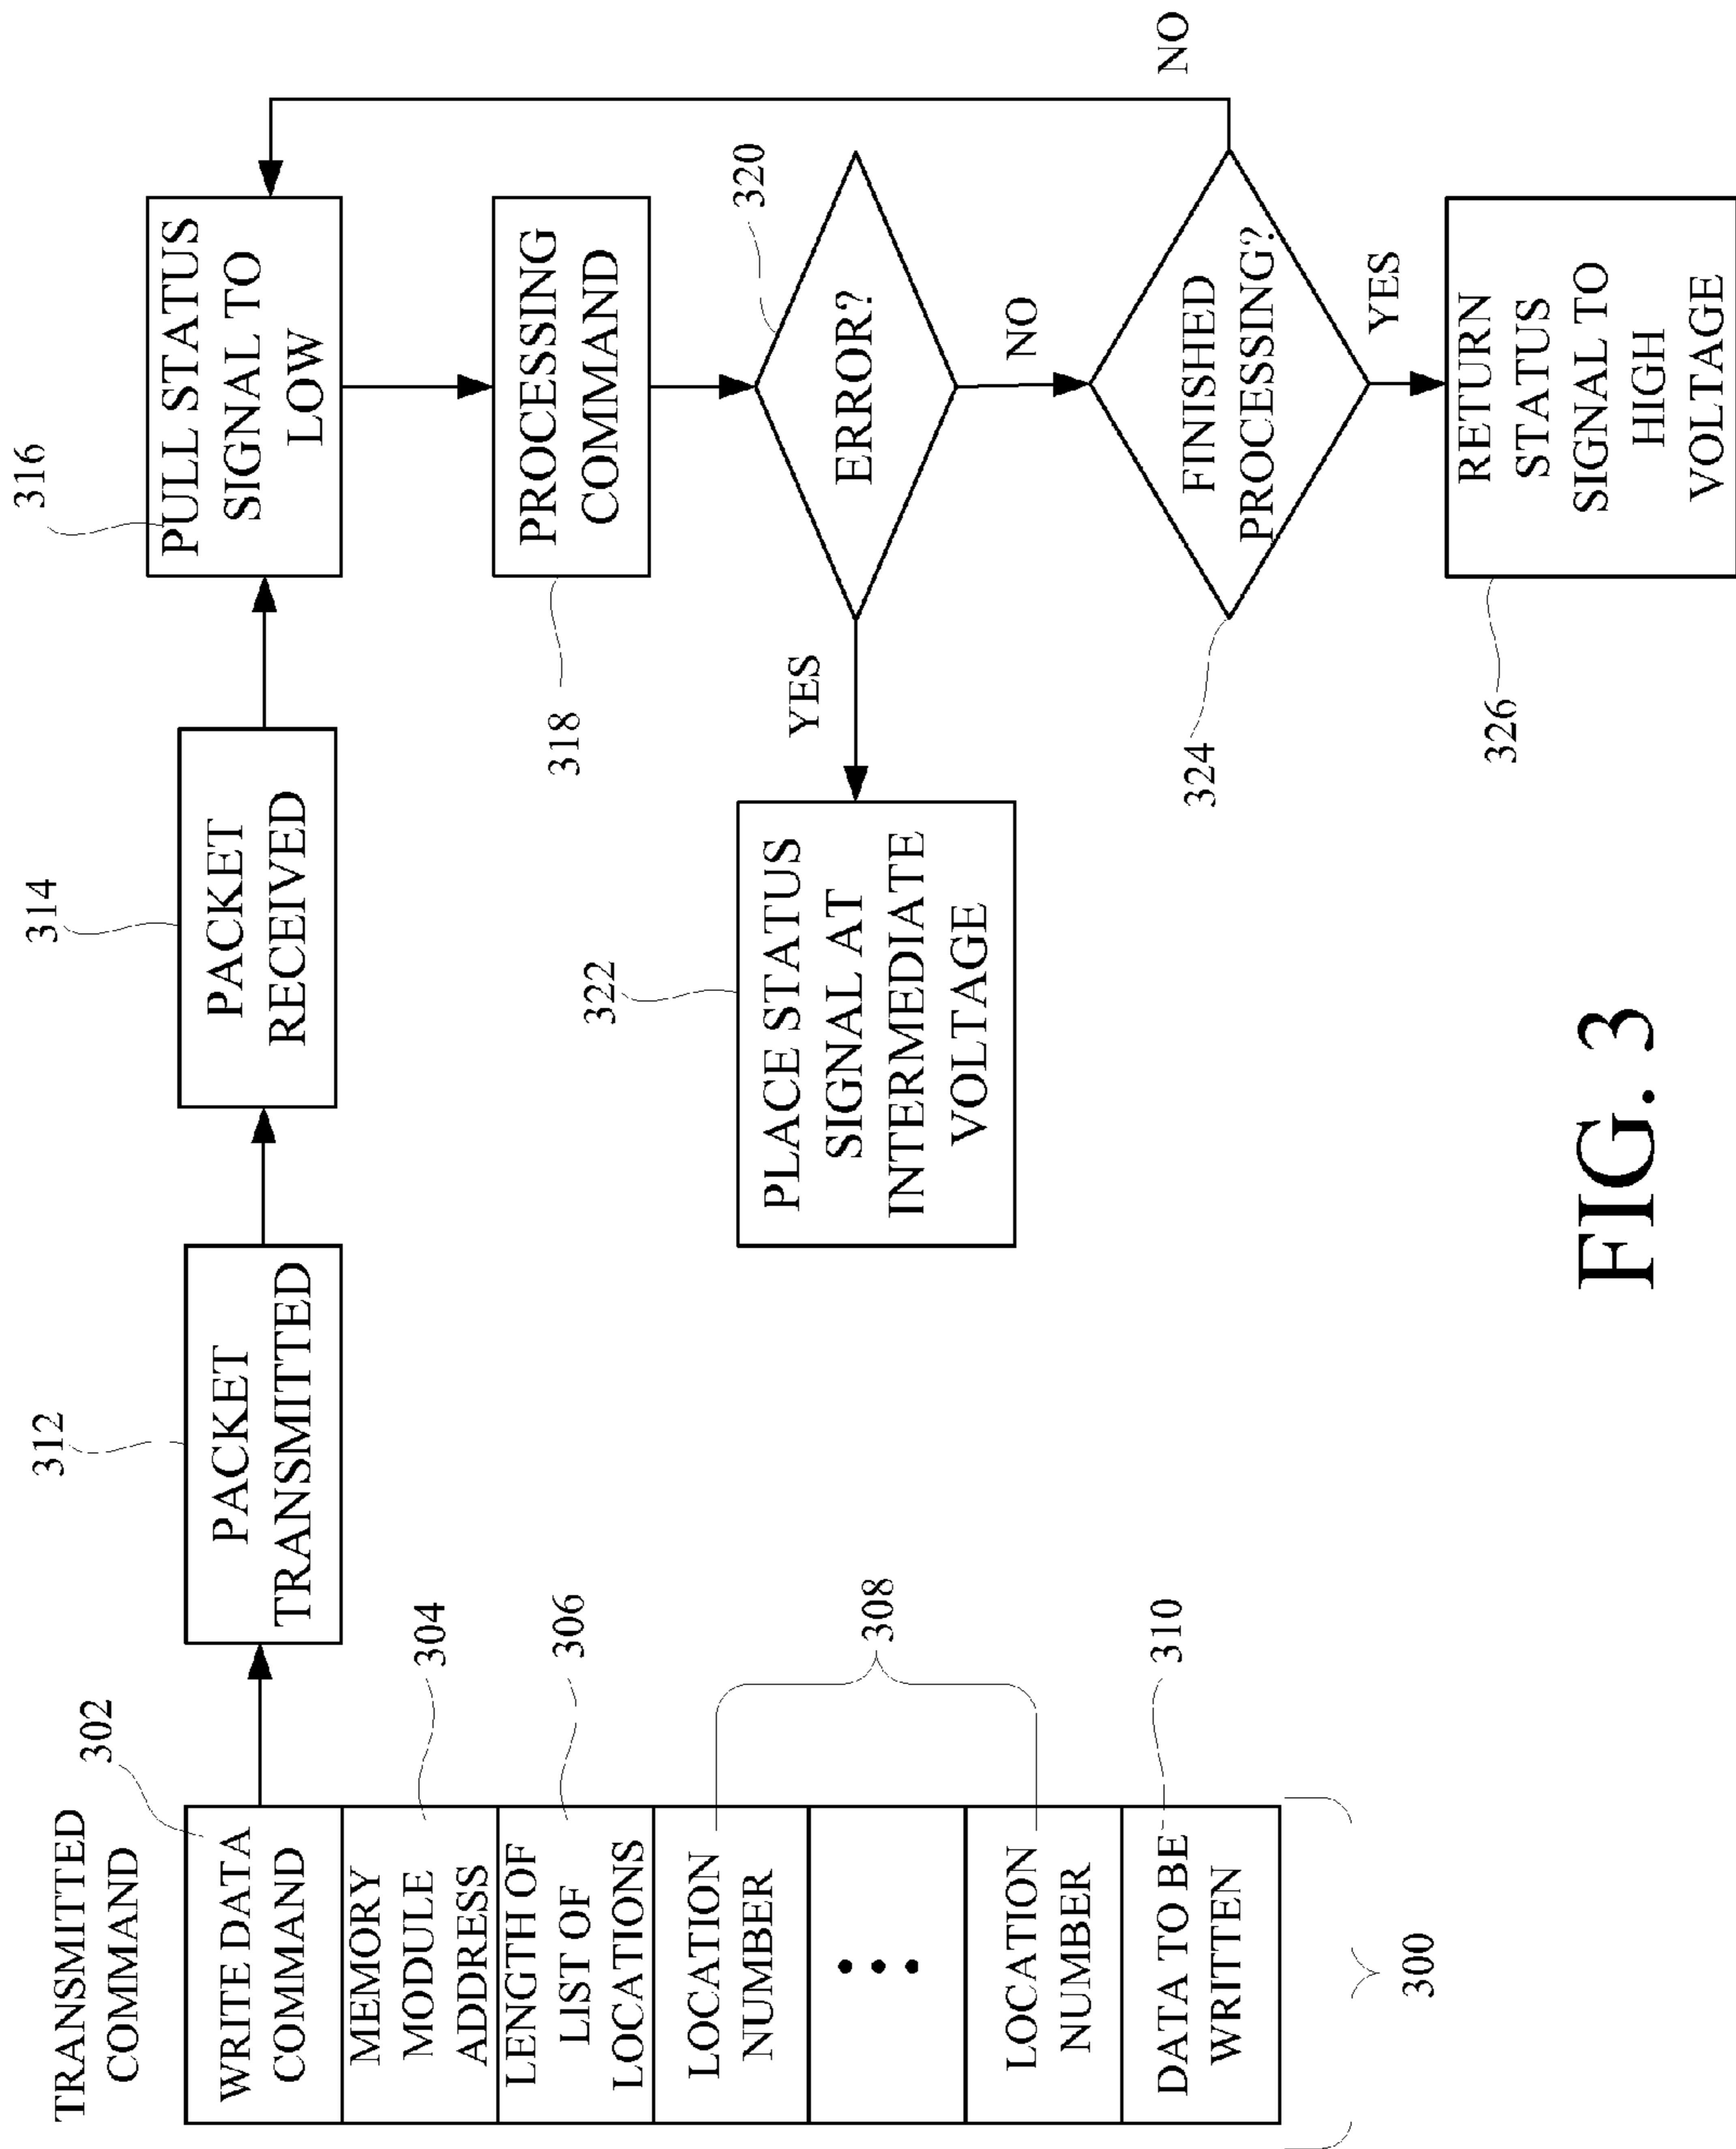 TRANSMITTED
COMMAND
302
WRITE DATA
COMMAND
MEMORY
MODULE
ADDRESS
304
LENGTH OF
LIST OF
LOCATIONS
306
LOCATION
NUMBER
308
LOCATION
NUMBER
DATA TO BE
WRITTEN
310
300
312
PACKET
TRANSMITTED
314
PACKET
RECEIVED
316
PULL STATUS
SIGNAL TO
LOW
318
PROCESSING
COMMAND
320
ERROR?
YES
322
PLACE STATUS
SIGNAL AT
INTERMEDIATE
VOLTAGE
NO
324
FINISHED
PROCESSING?
NO
YES
326
RETURN
STATUS
SIGNAL TO
HIGH
VOLTAGE
FIG. 3